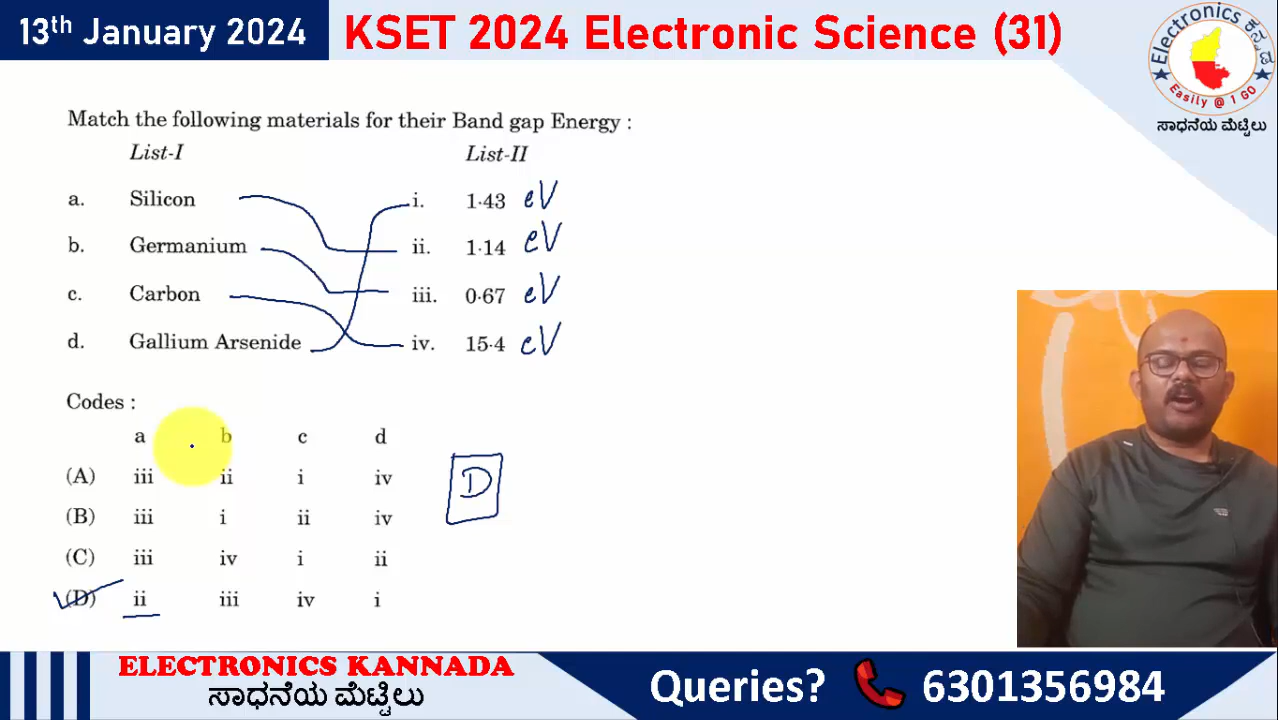 13th January 2024
KSET 2024 Electronic Science (31)
Electronics ಕನ್ನಡ
Easily @ 1 GO
ಸಾಧನೆಯ ಮೆಟ್ಟಿಲು
Match the following materials for their Band gap Energy :
List-I List-II
a. Silicon i. 1·43 eV
b. Germanium ii. 1·14 eV
c. Carbon iii. 0·67 eV
d. Gallium Arsenide iv. 15·4 eV
Codes :
a b c d
(A) iii ii i iv
(B) iii i ii iv
(C) iii iv i ii
(D) ii iii iv i
D
ELECTRONICS KANNADA
ಸಾಧನೆಯ ಮೆಟ್ಟಿಲು
Queries? 6301356984